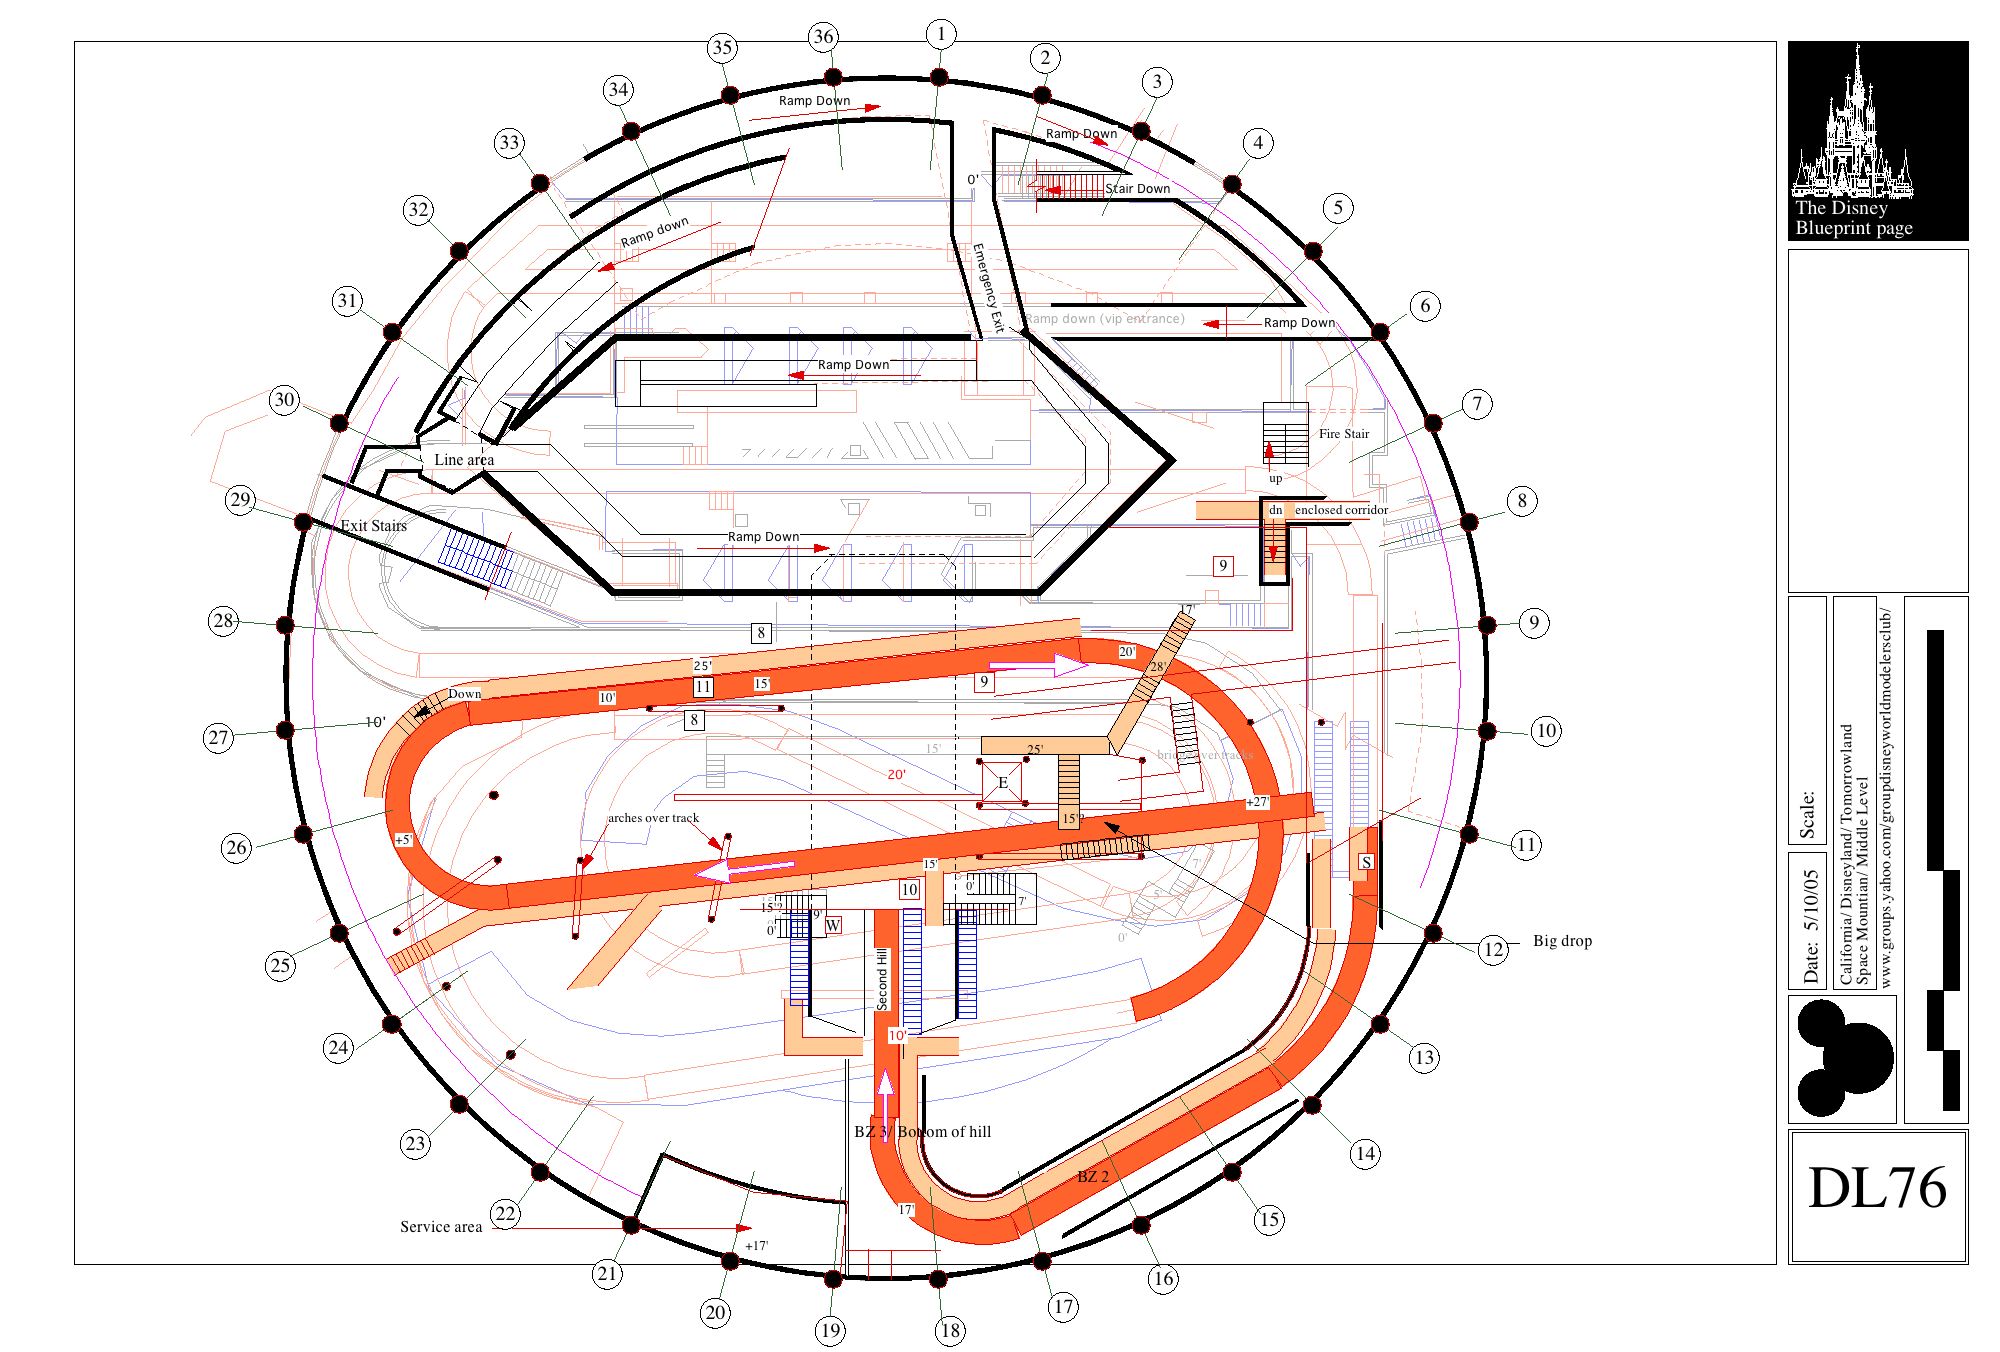 36
1
35
2
34
3
33
4
32
5
31
6
30
7
29
8
28
9
27
10
26
11
25
12
24
13
23
14
22
15
21
16
20
17
19
18
Ramp Down
Ramp Down
Stair Down
0'
Ramp down
Emergency Exit
Ramp down (vip entrance)
Ramp Down
Ramp Down
Fire Stair
Line area
up
Exit Stairs
dn
enclosed corridor
Ramp Down
9
17'
8
20'
25'
28'
15'
11
9
10'
Down
10'
8
15'
25'
bridge over tracks
20'
E
+27'
arches over track
15'?
+5'
15'
7'
S
10
0'
7'
5'
15'?
9'
W
0'
0'
Big drop
Second Hill
10'
BZ 3/ Bottom of hill
BZ 2
17'
Service area
+17'
The Disney
Blueprint page
Scale:
Date: 5/10/05
California/ Disneyland/ Tomorrowland
Space Mountain/ Middle Level
www.groups.yahoo.com/groupdisneyworldmodelersclub/
DL76